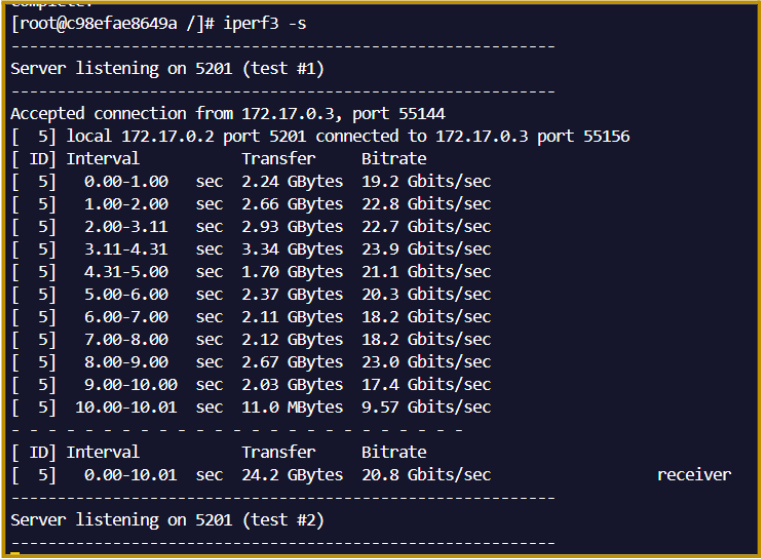 complete.
[root@c98efae8649a /]# iperf3 -s
-----------------------------------------------------------
Server listening on 5201 (test #1)
-----------------------------------------------------------
Accepted connection from 172.17.0.3, port 55144
[  5] local 172.17.0.2 port 5201 connected to 172.17.0.3 port 55156
[ ID] Interval           Transfer     Bitrate
[  5]   0.00-1.00   sec  2.24 GBytes  19.2 Gbits/sec
[  5]   1.00-2.00   sec  2.66 GBytes  22.8 Gbits/sec
[  5]   2.00-3.11   sec  2.93 GBytes  22.7 Gbits/sec
[  5]   3.11-4.31   sec  3.34 GBytes  23.9 Gbits/sec
[  5]   4.31-5.00   sec  1.70 GBytes  21.1 Gbits/sec
[  5]   5.00-6.00   sec  2.37 GBytes  20.3 Gbits/sec
[  5]   6.00-7.00   sec  2.11 GBytes  18.2 Gbits/sec
[  5]   7.00-8.00   sec  2.12 GBytes  18.2 Gbits/sec
[  5]   8.00-9.00   sec  2.67 GBytes  23.0 Gbits/sec
[  5]   9.00-10.00  sec  2.03 GBytes  17.4 Gbits/sec
[  5]  10.00-10.01  sec  11.0 MBytes  9.57 Gbits/sec
- - - - - - - - - - - - - - - - - - - - - - - - -
[ ID] Interval           Transfer     Bitrate
[  5]   0.00-10.01  sec  24.2 GBytes  20.8 Gbits/sec                  receiver
-----------------------------------------------------------
Server listening on 5201 (test #2)
-----------------------------------------------------------